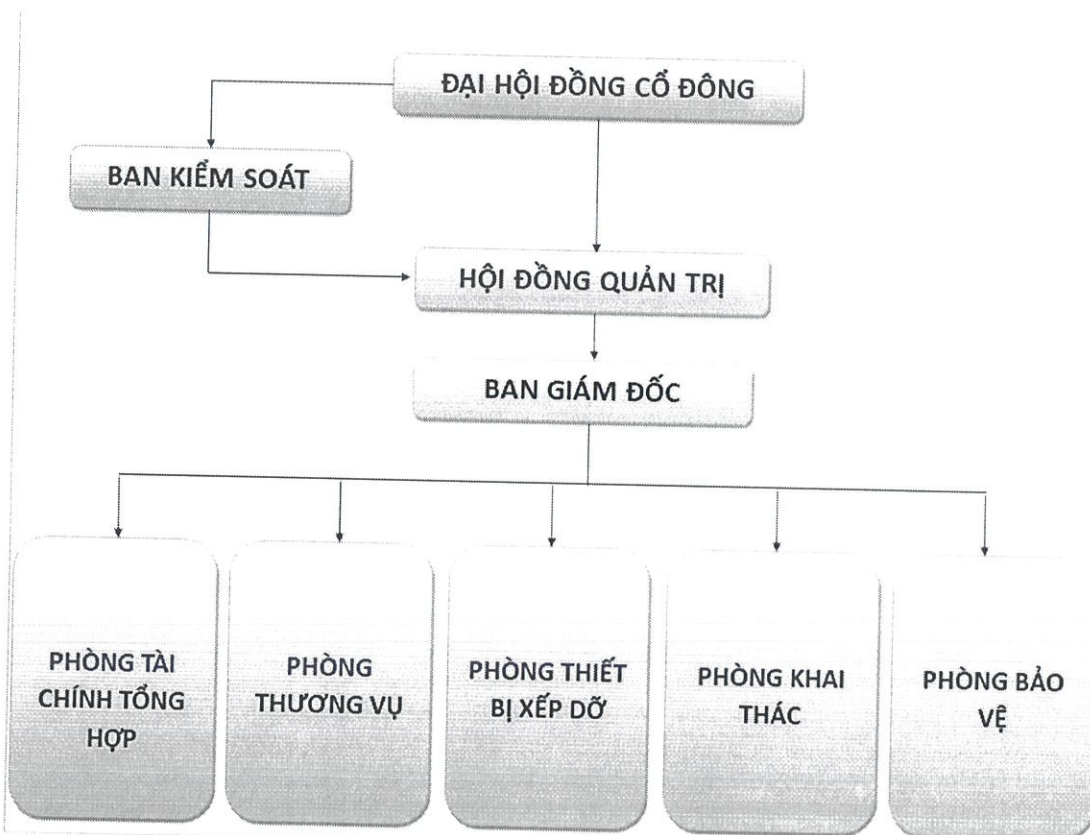 ĐẠI HỘI ĐỒNG CỔ ĐÔNG
BAN KIỂM SOÁT
HỘI ĐỒNG QUẢN TRỊ
BAN GIÁM ĐỐC
PHÒNG TÀI
CHÍNH TỔNG
HỢP
PHÒNG
THƯƠNG VỤ
PHÒNG THIẾT
BỊ XẾP DỠ
PHÒNG KHAI
THÁC
PHÒNG BẢO
VỆ